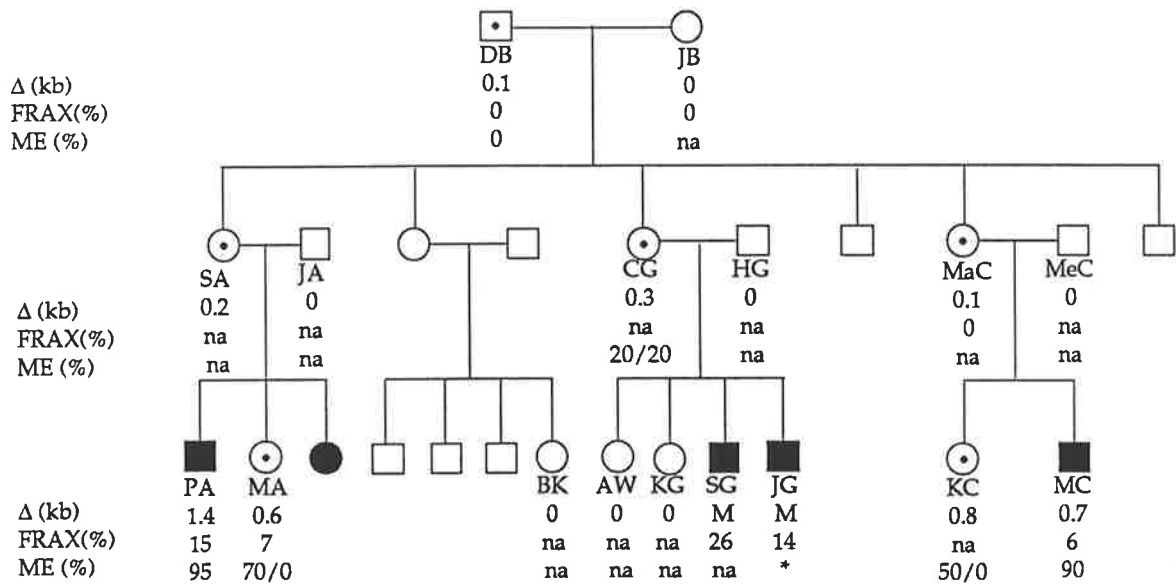 DB JB
Δ (kb) 0.1 0
FRAX(%) 0 0
ME (%) 0 na
SA JA CG HG MaC MeC
Δ (kb) 0.2 0 0.3 0 0.1 0
FRAX(%) na na na na 0 na
ME (%) na na 20/20 na na na
PA MA BK AW KG SG JG KC MC
Δ (kb) 1.4 0.6 0 0 0 M M 0.8 0.7
FRAX(%) 15 7 na na na 26 14 na 6
ME (%) 95 70/0 na na na na * 50/0 90